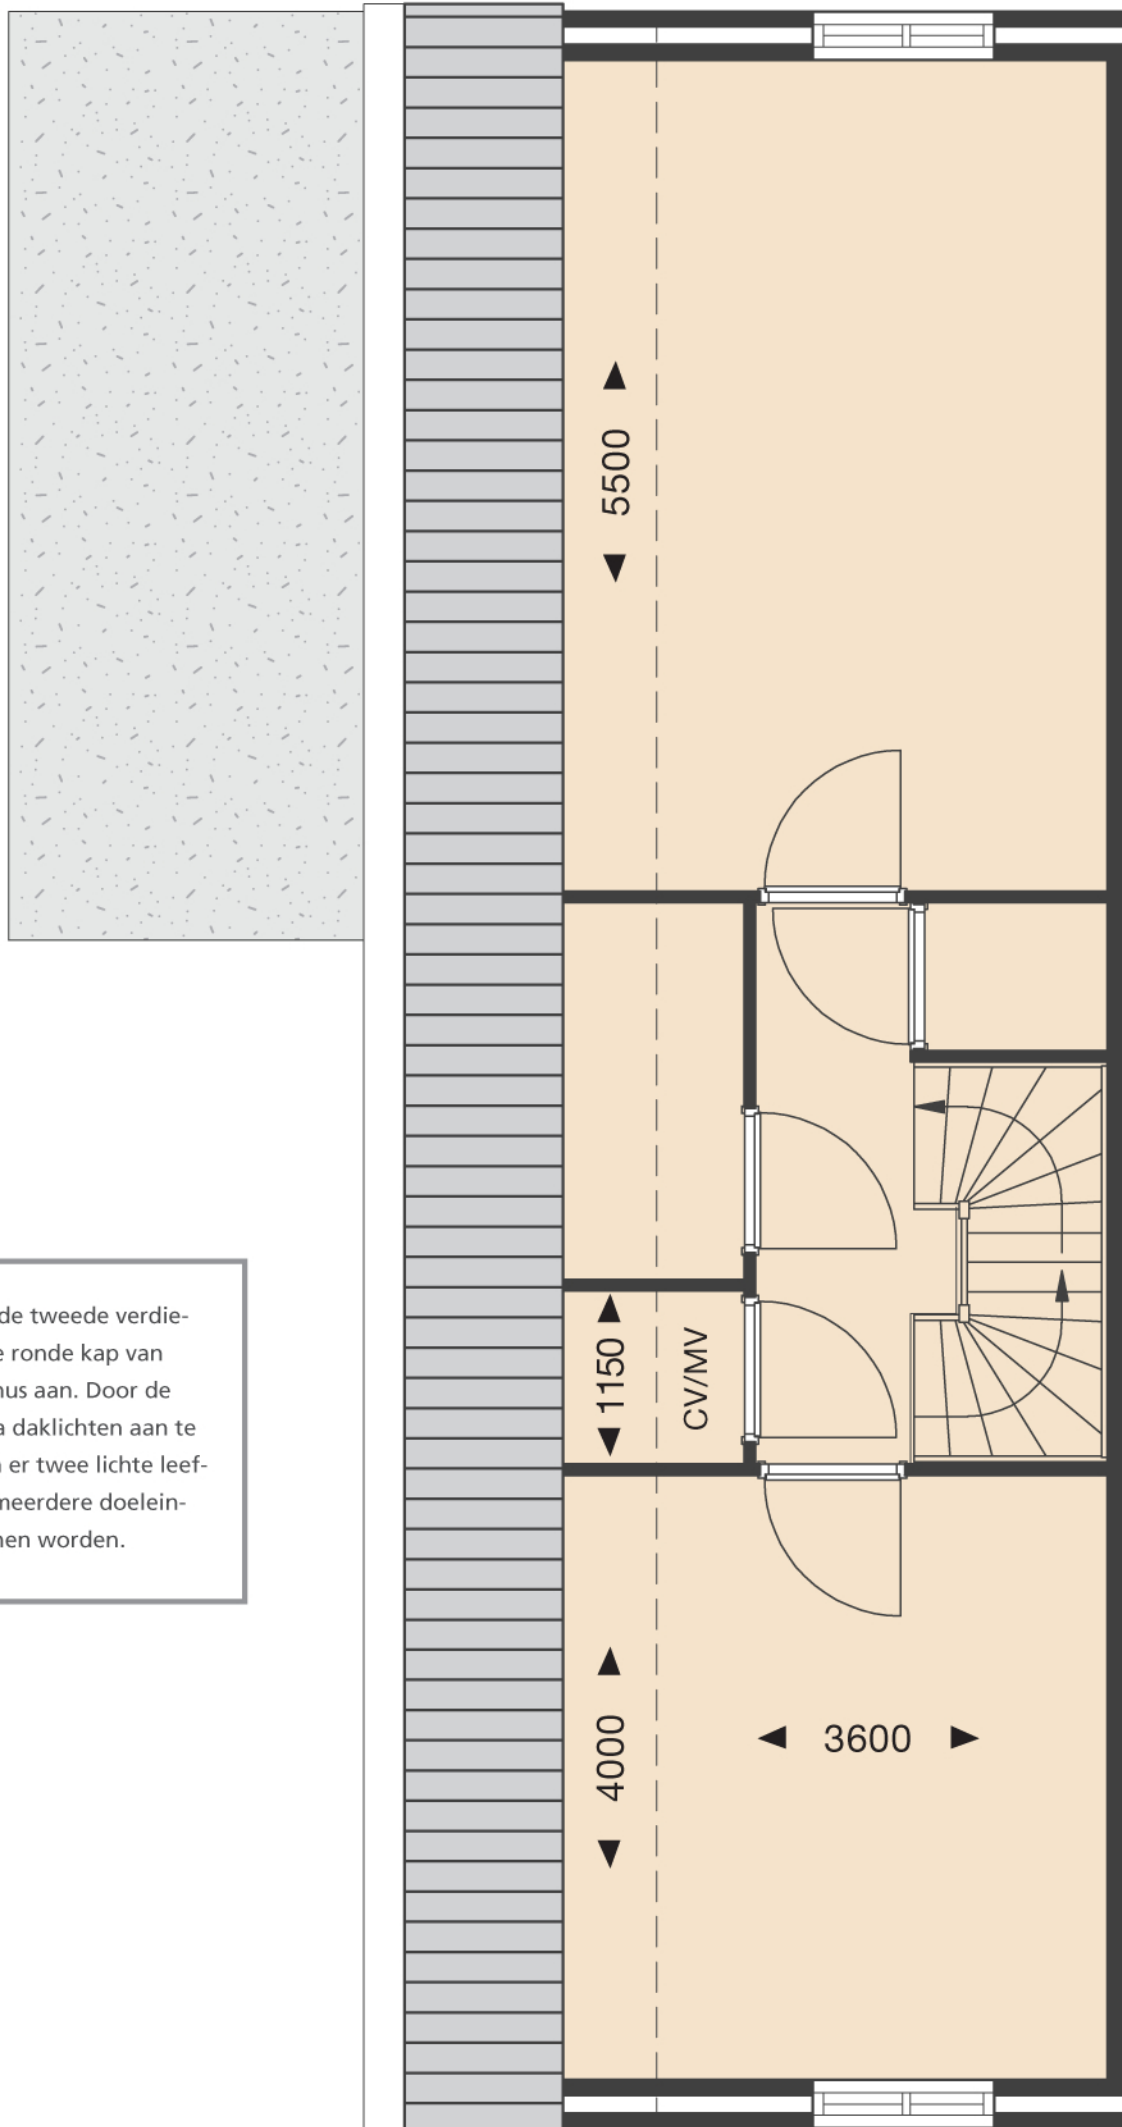 5500
de tweede verdie-
e ronde kap van
nus aan. Door de
a daklichten aan te
n er twee lichte leef-
meerdere doelein-
nen worden.
1150
CV/MV
4000
3600